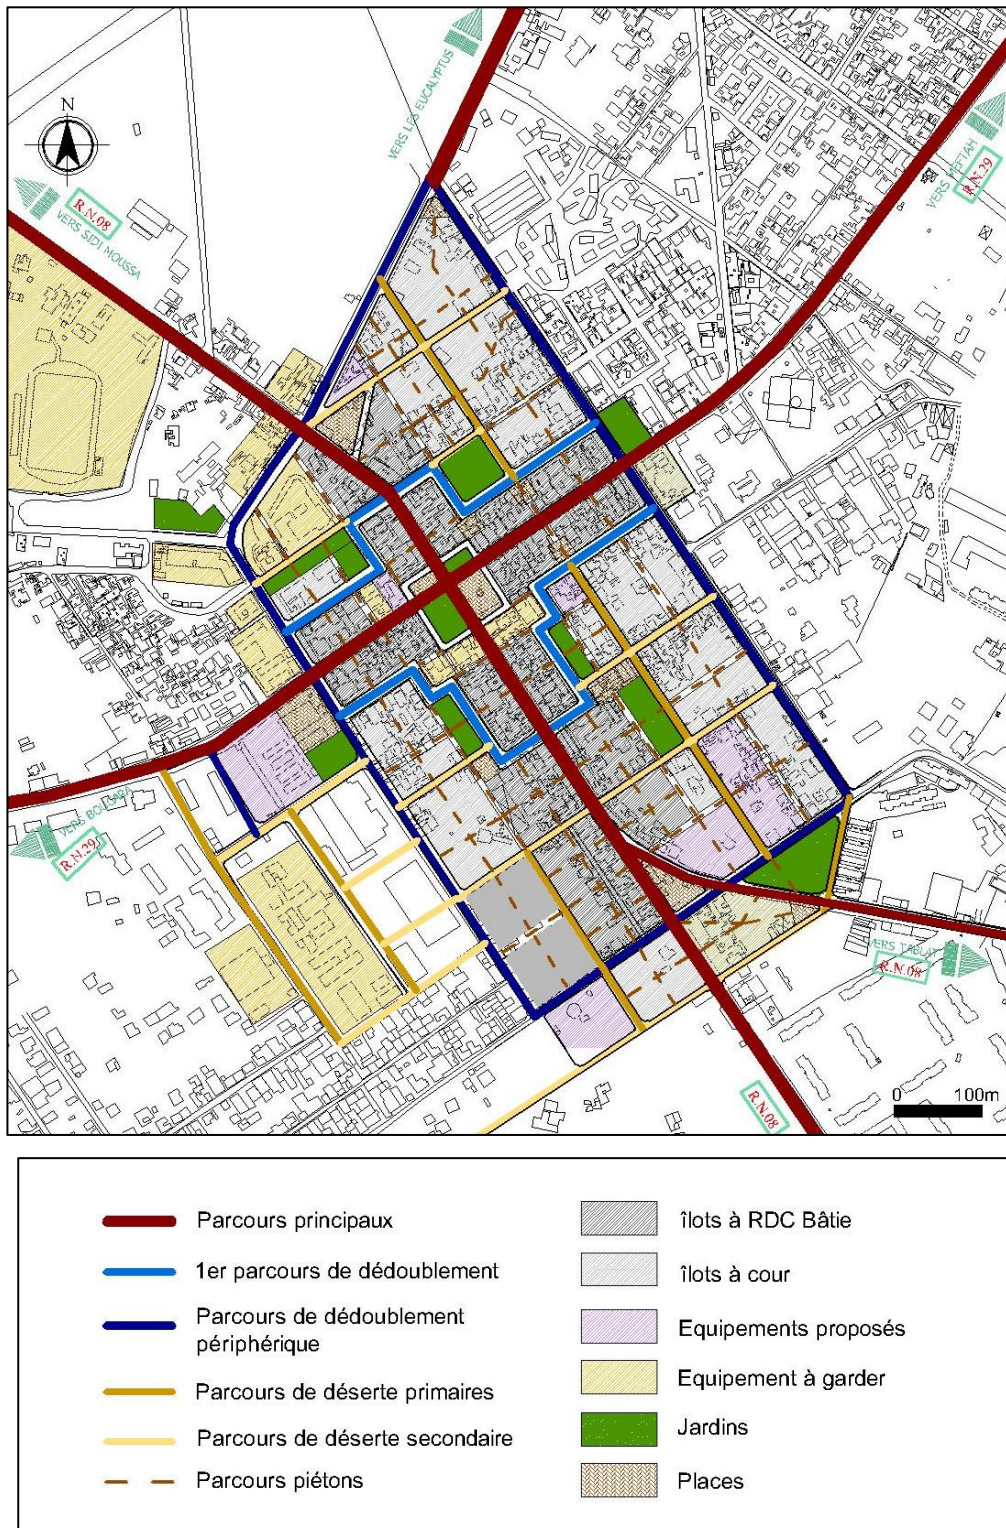 VERS LES EUCALYPTUS
N
VERS MEFTAH
R.N.29
R.N.08
VERS SIDI MOUSSA
VERS BOUGARA
R.N.29
VERS TABLAT
R.N.08
0 100m
R.N.08
Parcours principaux
1er parcours de dédoublement
Parcours de dédoublement
périphérique
Parcours de déserte primaires
Parcours de déserte secondaire
Parcours piétons
îlots à RDC Bâtie
îlots à cour
Equipements proposés
Equipement à garder
Jardins
Places